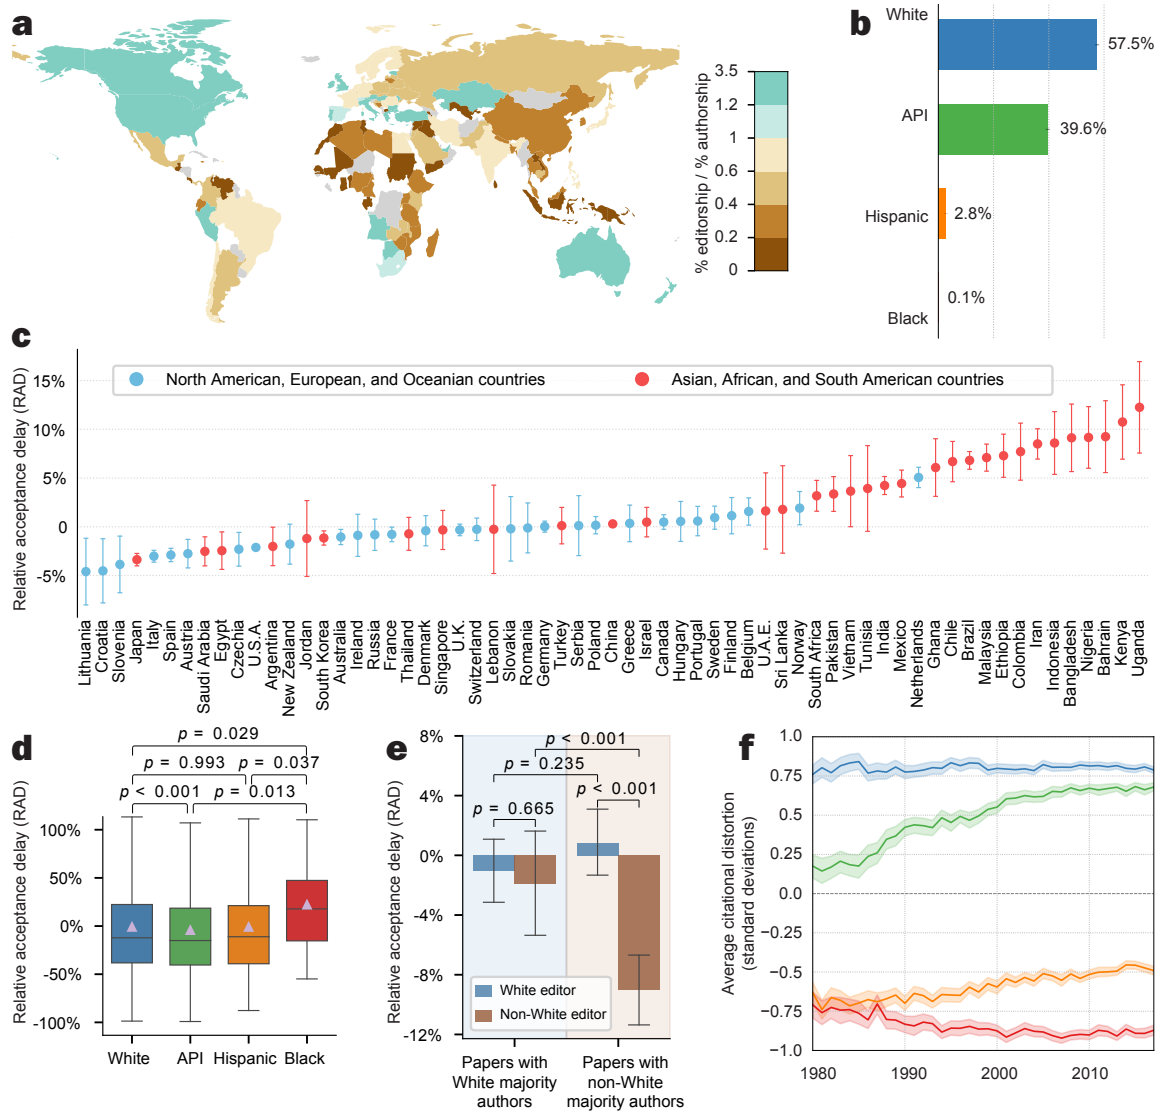 a
3.5
1.2
1
0.6
0.4
0.2
0
% editorship / % authorship
b
White
57.5%
API
39.6%
Hispanic
2.8%
Black
0.1%
c
Relative acceptance delay (RAD)
15%
10%
5%
0
-5%
North American, European, and Oceanian countries
Asian, African, and South American countries
Lithuania
Croatia
Slovenia
Japan
Italy
Spain
Austria
Saudi Arabia
Egypt
Czechia
U.S.A.
Argentina
New Zealand
Jordan
South Korea
Australia
Ireland
Russia
France
Thailand
Denmark
Singapore
U.K.
Switzerland
Lebanon
Slovakia
Romania
Germany
Turkey
Serbia
Poland
China
Greece
Israel
Canada
Hungary
Portugal
Sweden
Finland
Belgium
U.A.E.
Sri Lanka
Norway
South Africa
Pakistan
Vietnam
Tunisia
India
Mexico
Netherlands
Ghana
Chile
Brazil
Malaysia
Ethiopia
Colombia
Iran
Indonesia
Bangladesh
Nigeria
Bahrain
Kenya
Uganda
d
p = 0.029
p = 0.993
p = 0.037
p < 0.001
p = 0.013
Relative acceptance delay (RAD)
100%
50%
0%
-50%
-100%
White
API
Hispanic
Black
e
8%
4%
0%
-4%
-8%
-12%
Relative acceptance delay (RAD)
p < 0.001
p = 0.235
p < 0.001
p = 0.665
White editor
Non-White editor
Papers with
White majority
authors
Papers with
non-White
majority authors
f
Average citational distortion
(standard deviations)
1.0
0.75
0.5
0.25
0.0
−0.25
−0.5
−0.75
−1.0
1980
1990
2000
2010